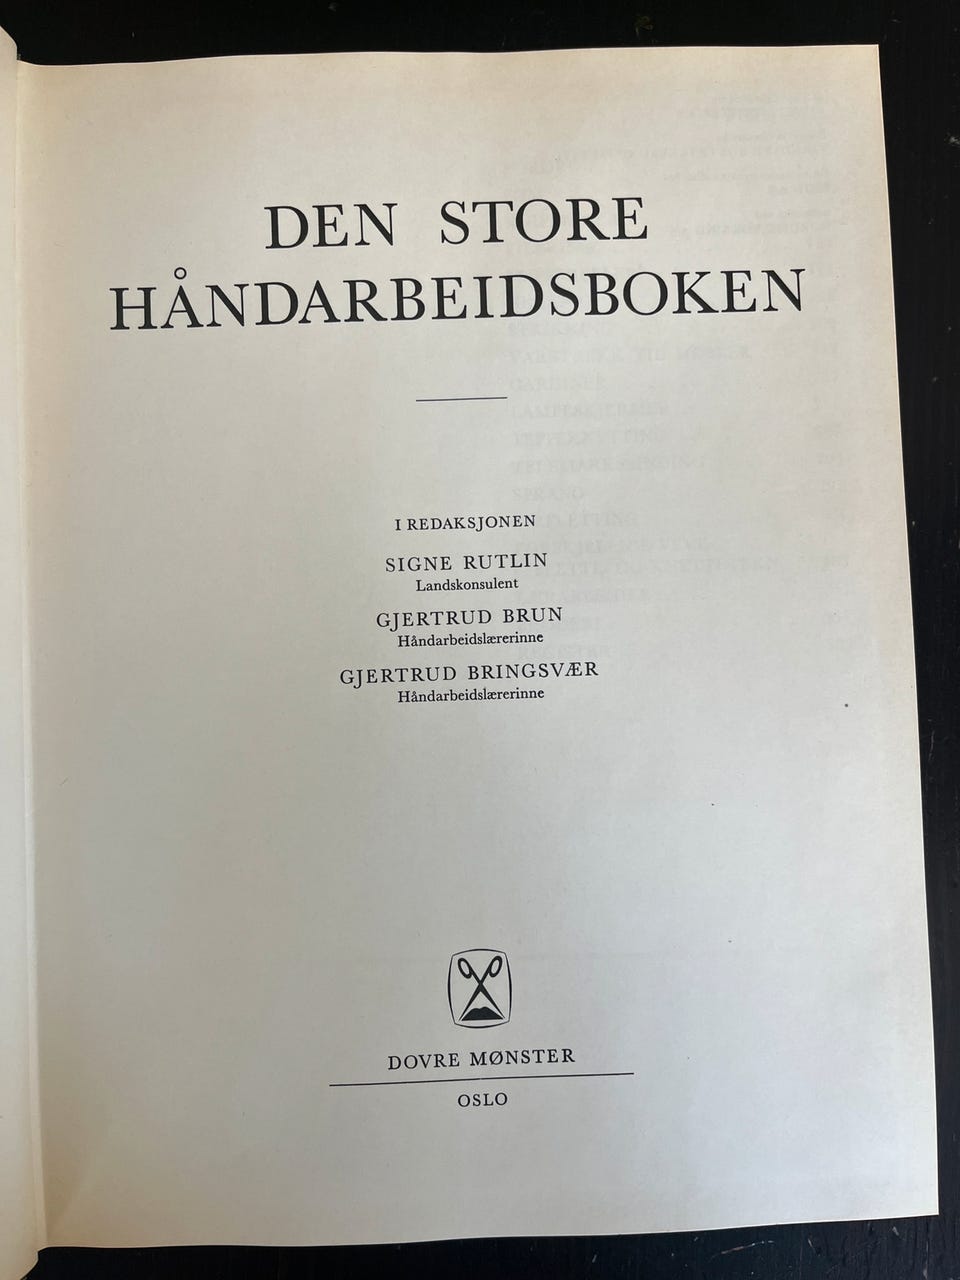 DEN STORE
HÅNDARBEIDSBOKEN
I REDAKSJONEN
SIGNE RUTLIN
Landskonsulent
GJERTRUD BRUN
Håndarbeidslærerinne
GJERTRUD BRINGSVÆR
Håndarbeidslærerinne
DOVRE MØNSTER
OSLO